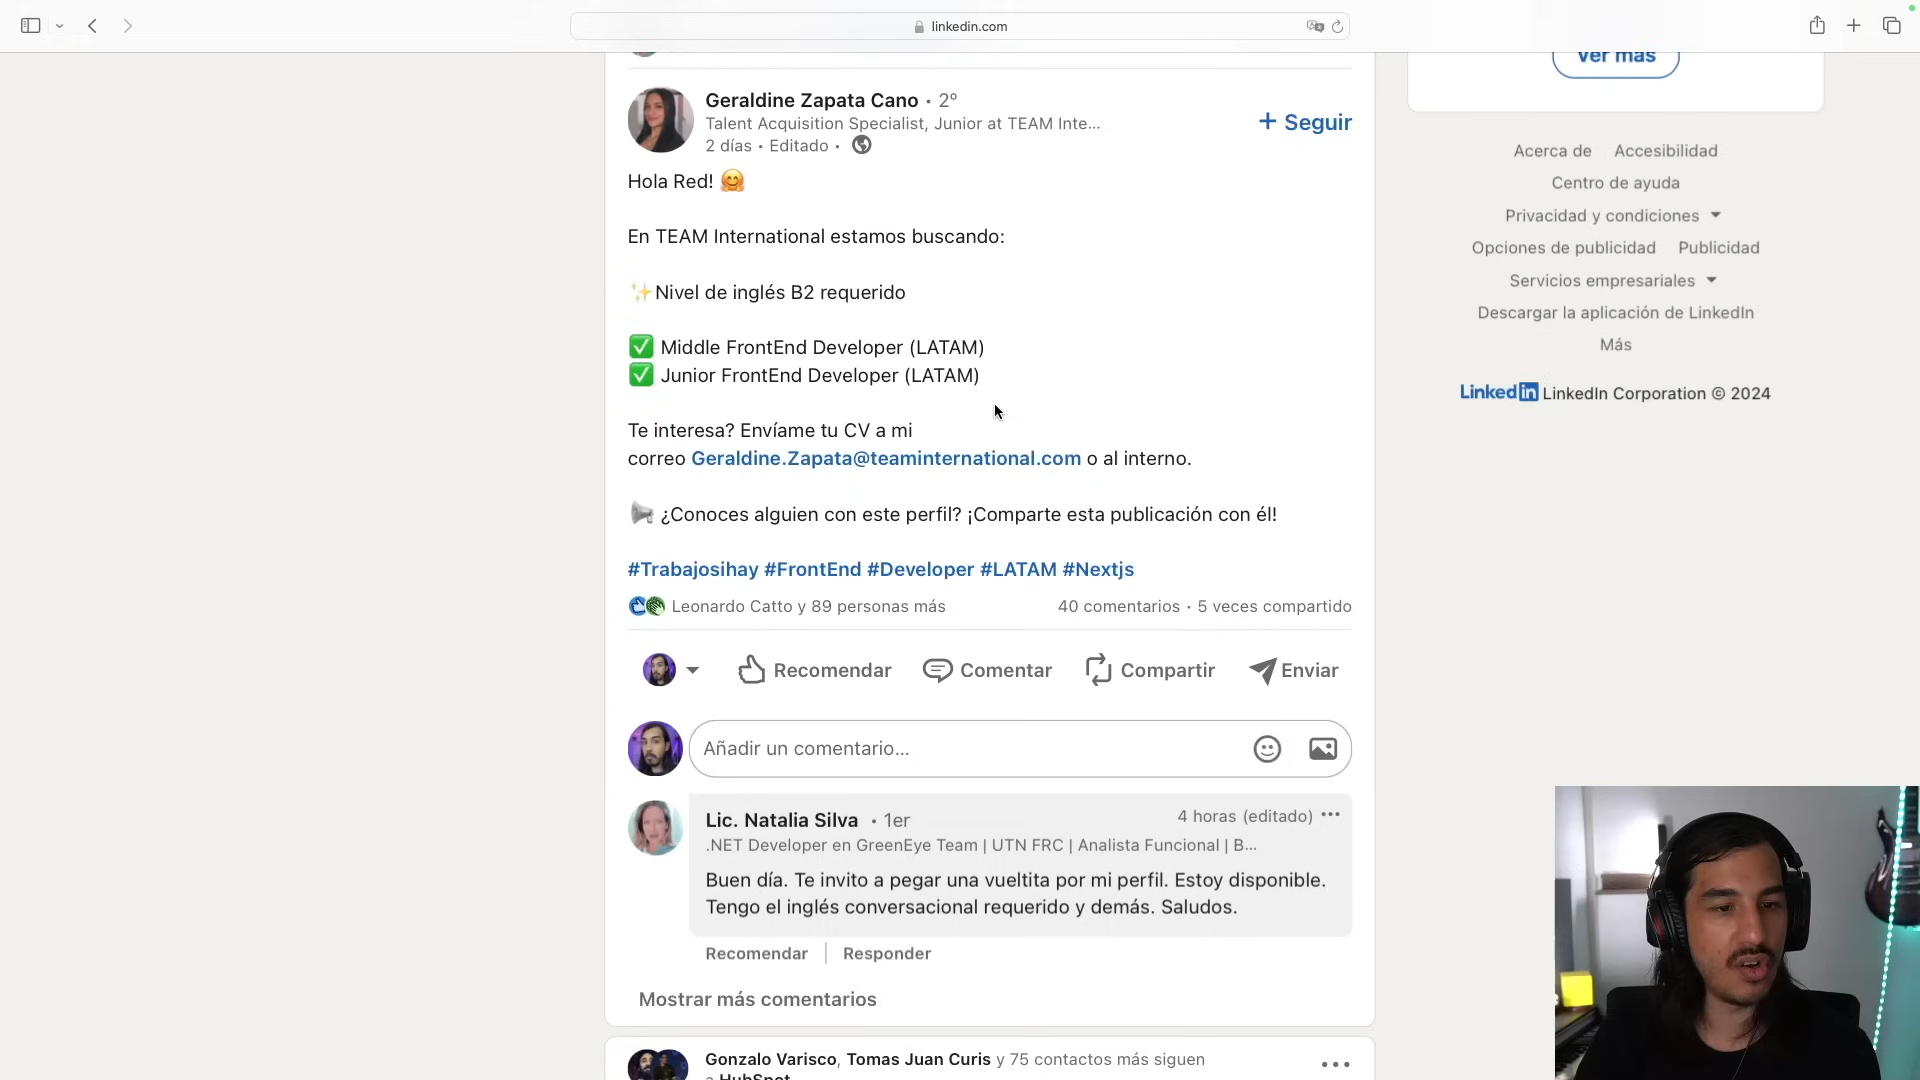 linkedin.com
Ver más
Geraldine Zapata Cano • 2º
Talent Acquisition Specialist, Junior at TEAM Inte...
2 días • Editado •
+ Seguir
Hola Red! 🤗
En TEAM International estamos buscando:
✨Nivel de inglés B2 requerido
✅ Middle FrontEnd Developer (LATAM)
✅ Junior FrontEnd Developer (LATAM)
Te interesa? Envíame tu CV a mi
correo Geraldine.Zapata@teaminternational.com o al interno.
📢 ¿Conoces alguien con este perfil? ¡Comparte esta publicación con él!
#Trabajosihay #FrontEnd #Developer #LATAM #Nextjs
Leonardo Catto y 89 personas más
40 comentarios • 5 veces compartido
Recomendar
Comentar
Compartir
Enviar
Añadir un comentario...
Lic. Natalia Silva • 1er
4 horas (editado)
.NET Developer en GreenEye Team | UTN FRC | Analista Funcional | B...
Buen día. Te invito a pegar una vueltita por mi perfil. Estoy disponible.
Tengo el inglés conversacional requerido y demás. Saludos.
Recomendar | Responder
Mostrar más comentarios
Gonzalo Varisco, Tomas Juan Curis y 75 contactos más siguen
a HubSpot
Acerca de Accesibilidad
Centro de ayuda
Privacidad y condiciones
Opciones de publicidad Publicidad
Servicios empresariales
Descargar la aplicación de LinkedIn
Más
LinkedIn LinkedIn Corporation © 2024